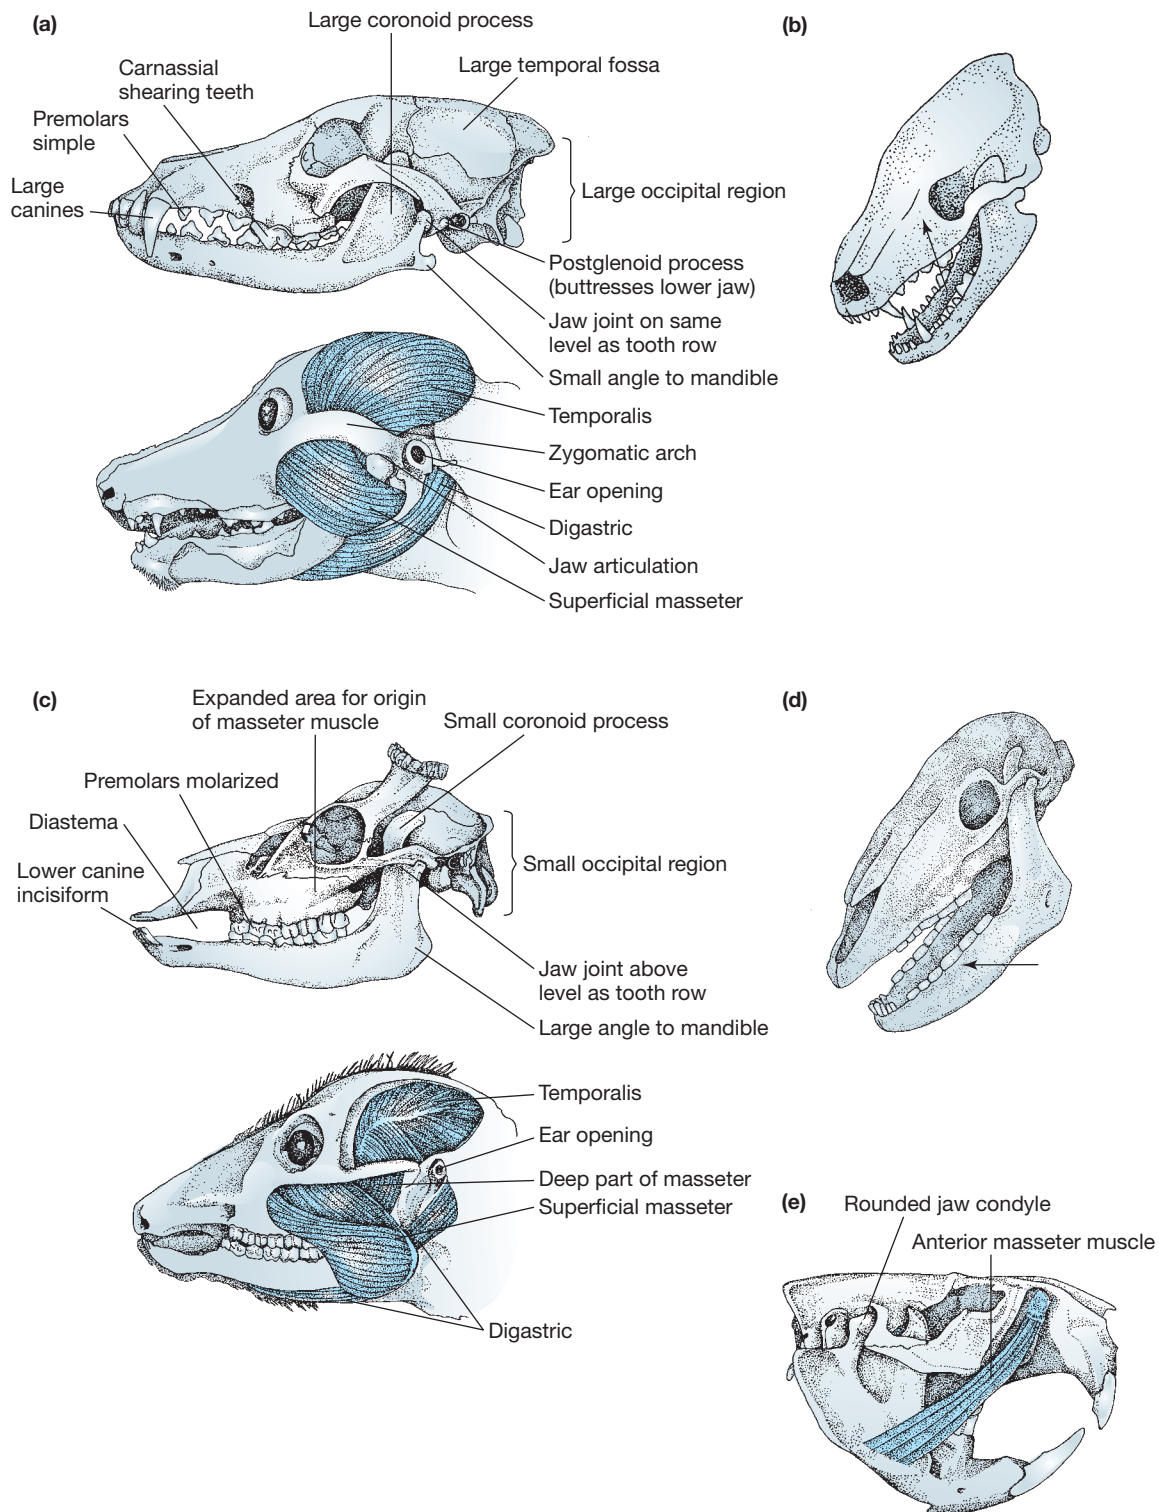 (a)
Large coronoid process
Carnassial
shearing teeth
Large temporal fossa
Premolars
simple
Large
canines
Large occipital region
Postglenoid process
(buttresses lower jaw)
Jaw joint on same
level as tooth row
Small angle to mandible
Temporalis
Zygomatic arch
Ear opening
Digastric
Jaw articulation
Superficial masseter
(b)
(c)
Expanded area for origin
of masseter muscle
Small coronoid process
Premolars molarized
Diastema
Lower canine
incisiform
Small occipital region
Jaw joint above
level as tooth row
Large angle to mandible
Temporalis
Ear opening
Deep part of masseter
Superficial masseter
Digastric
(d)
(e)
Rounded jaw condyle
Anterior masseter muscle